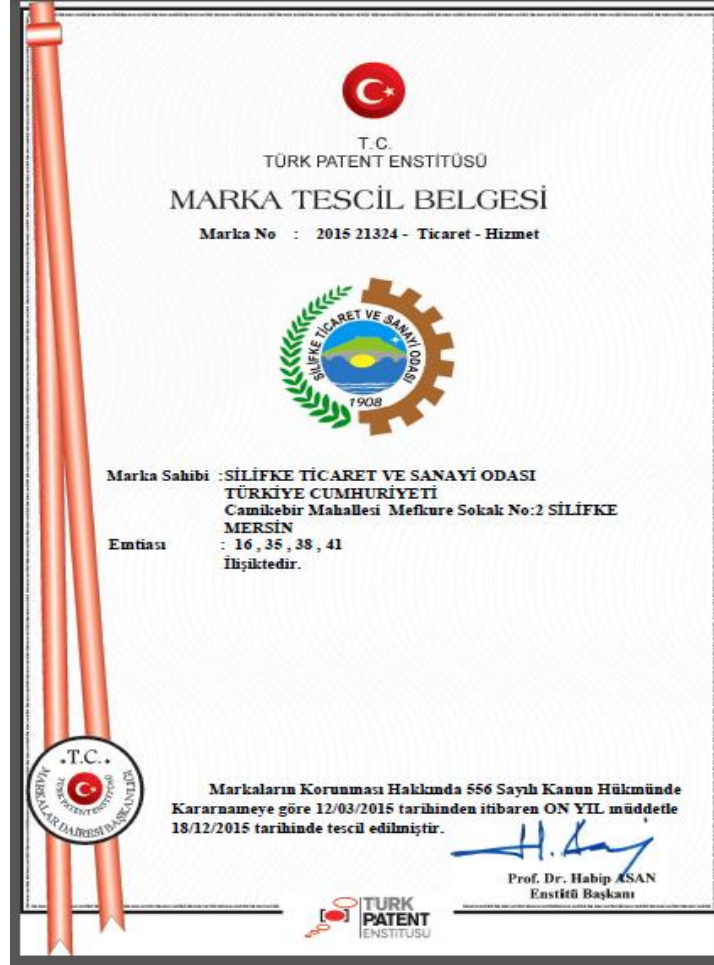 T.C.
TÜRK PATENT ENSTİTÜSÜ
MARKA TESCİL BELGESİ
Marka No : 2015 21324 - Ticaret - Hizmet
SİLİFKE TİCARET VE SANAYİ ODASI
1908
Marka Sahibi :SİLİFKE TİCARET VE SANAYİ ODASI
TÜRKİYE CUMHURİYETİ
Camikebir Mahallesi Mefkure Sokak No:2 SİLİFKE
MERSİN
Emtiası : 16 , 35 , 38 , 41
İlişiktedir.
T.C.
MARKALAR DAİRESİ BAŞKANLIĞI
TÜRK PATENT ENSTİTÜSÜ
Markaların Korunması Hakkında 556 Sayılı Kanun Hükmünde
Kararnameye göre 12/03/2015 tarihinden itibaren ON YIL müddetle
18/12/2015 tarihinde tescil edilmiştir.
Prof. Dr. Habip ASAN
Enstitü Başkanı
TÜRK
PATENT
ENSTİTÜSÜ